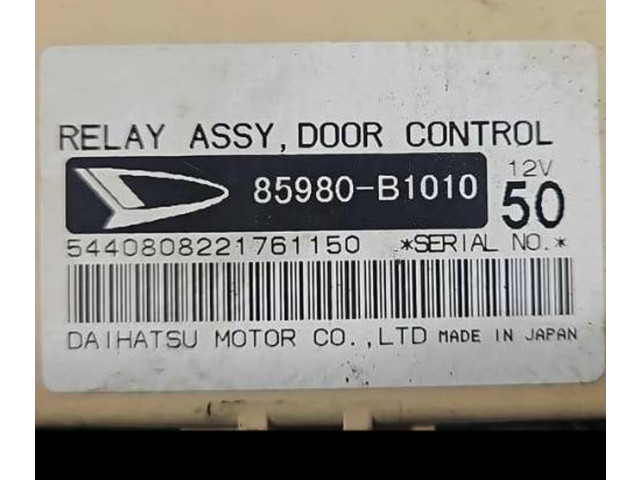 RELAY ASSY, DOOR CONTROL
85980-B1010
12V
50
5440808221761150 *SERIAL NO.*
DAIHATSU MOTOR CO.,LTD MADE IN JAPAN